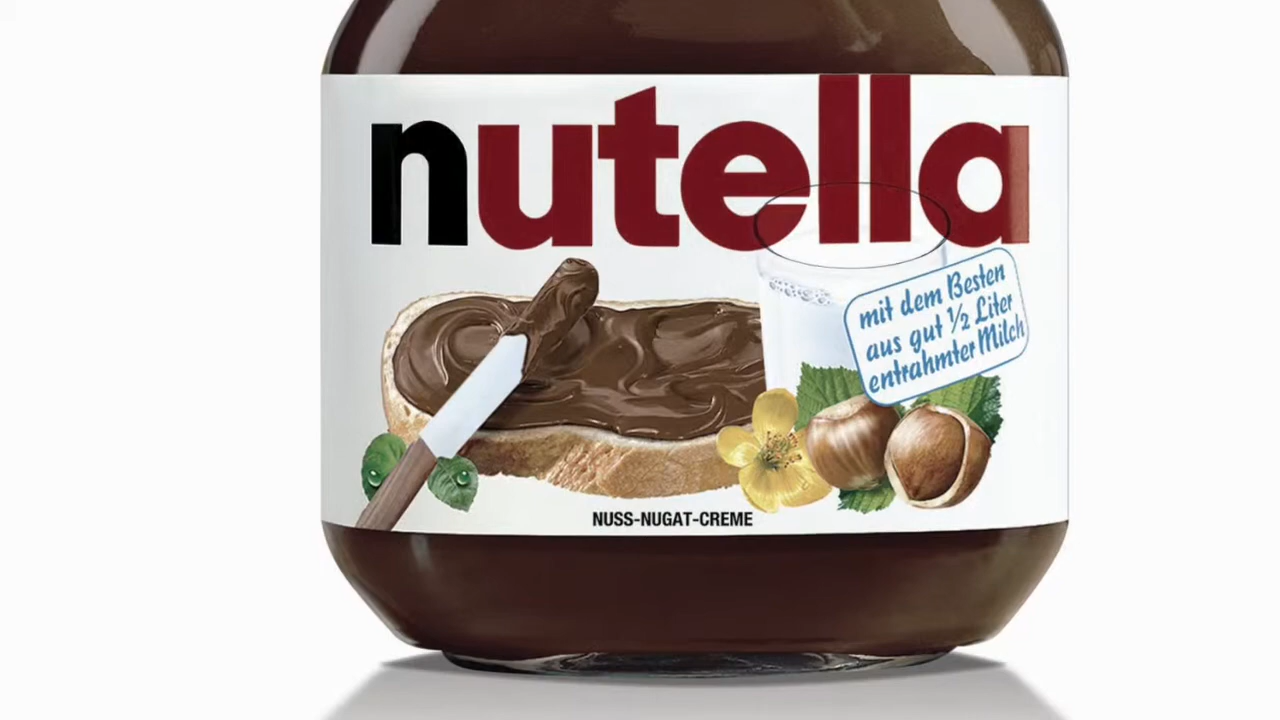 nutella
mit dem Besten
aus gut ½ Liter
entrahmter Milch
NUSS-NUGAT-CREME